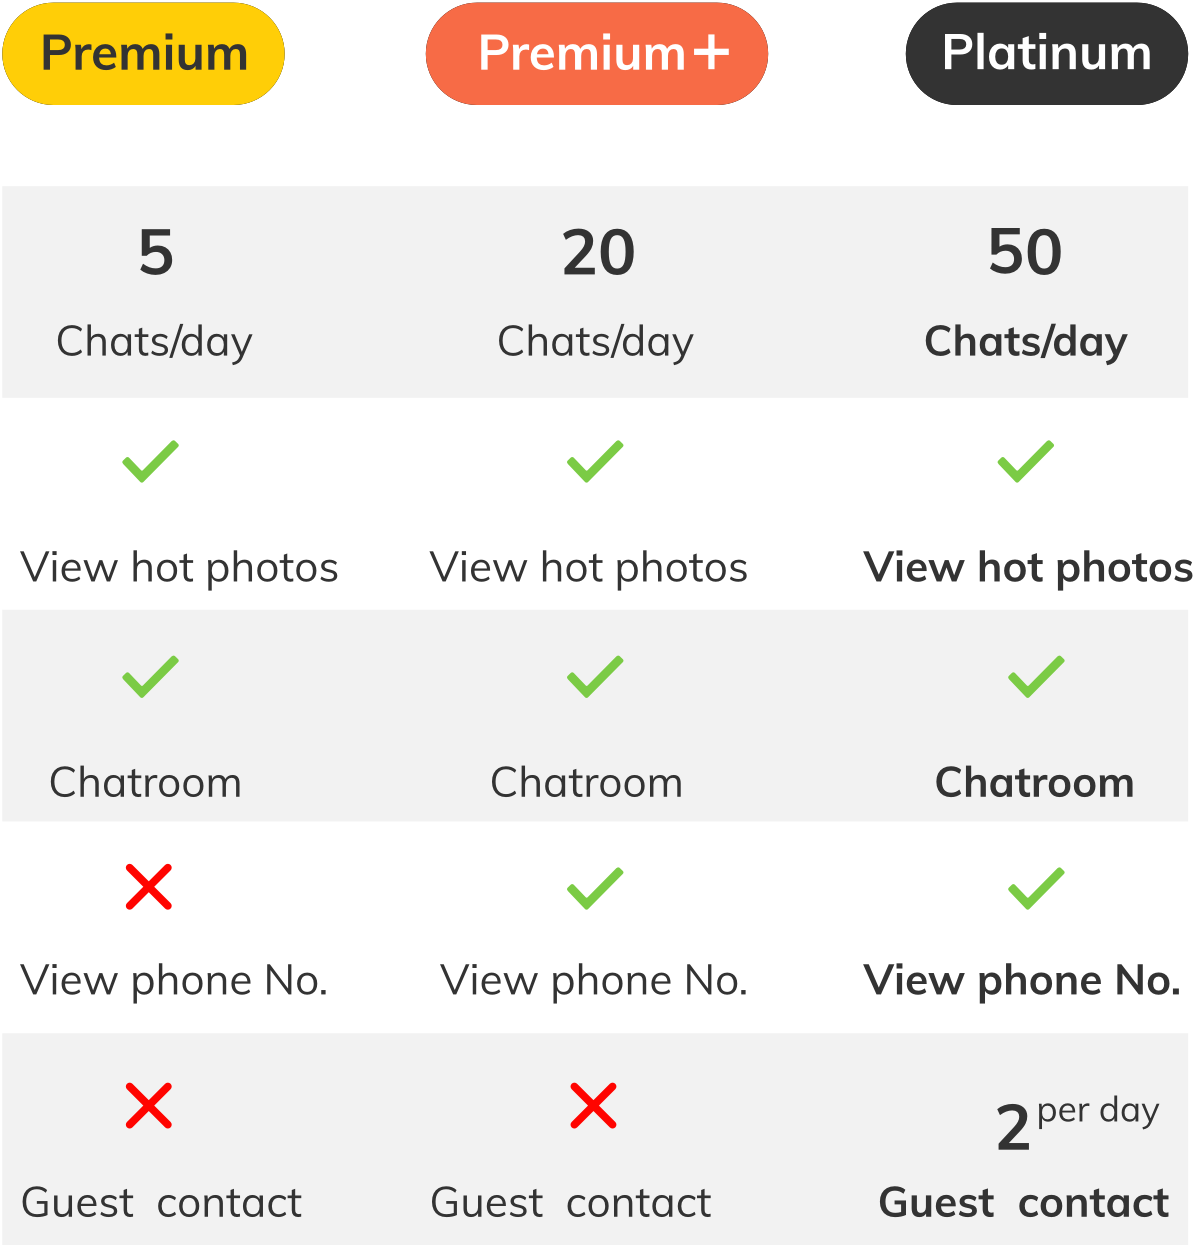 Premium Premium+ Platinum
5 20 50
Chats/day Chats/day Chats/day
View hot photos View hot photos View hot photos
Chatroom Chatroom Chatroom
View phone No. View phone No. View phone No.
2 per day
Guest contact Guest contact Guest contact